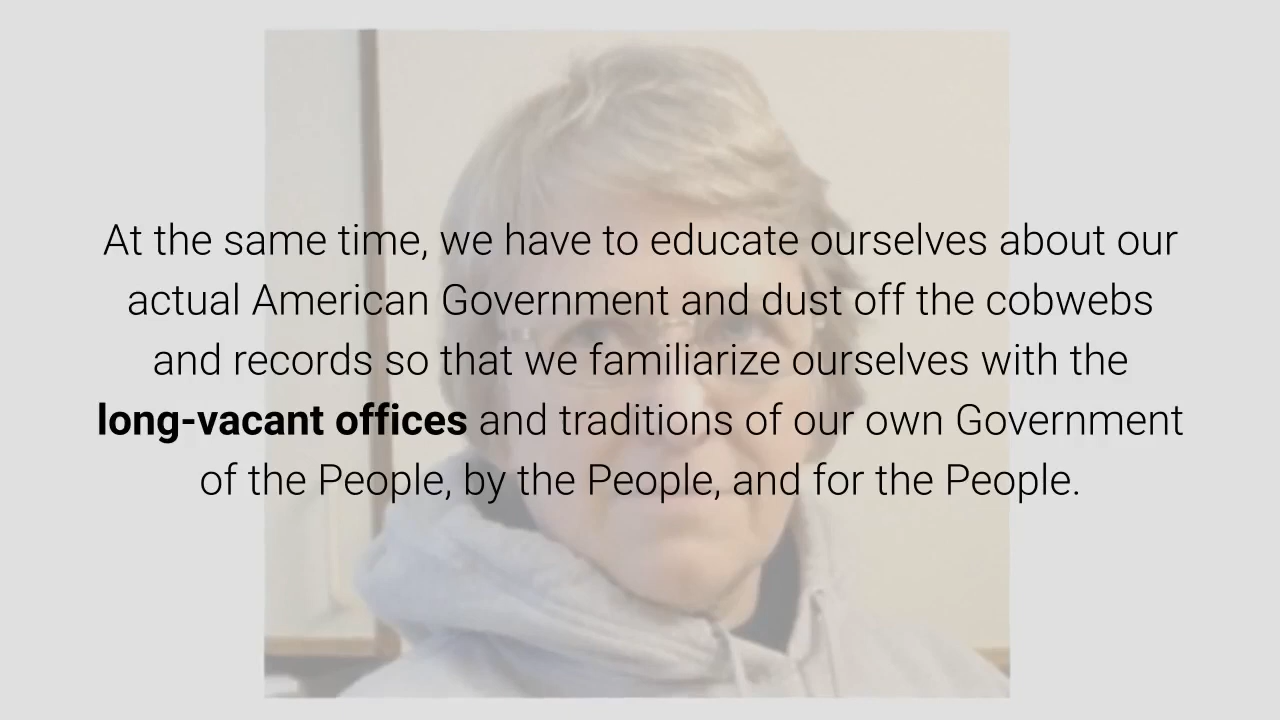 At the same time, we have to educate ourselves about our
actual American Government and dust off the cobwebs
and records so that we familiarize ourselves with the
long-vacant offices and traditions of our own Government
of the People, by the People, and for the People.